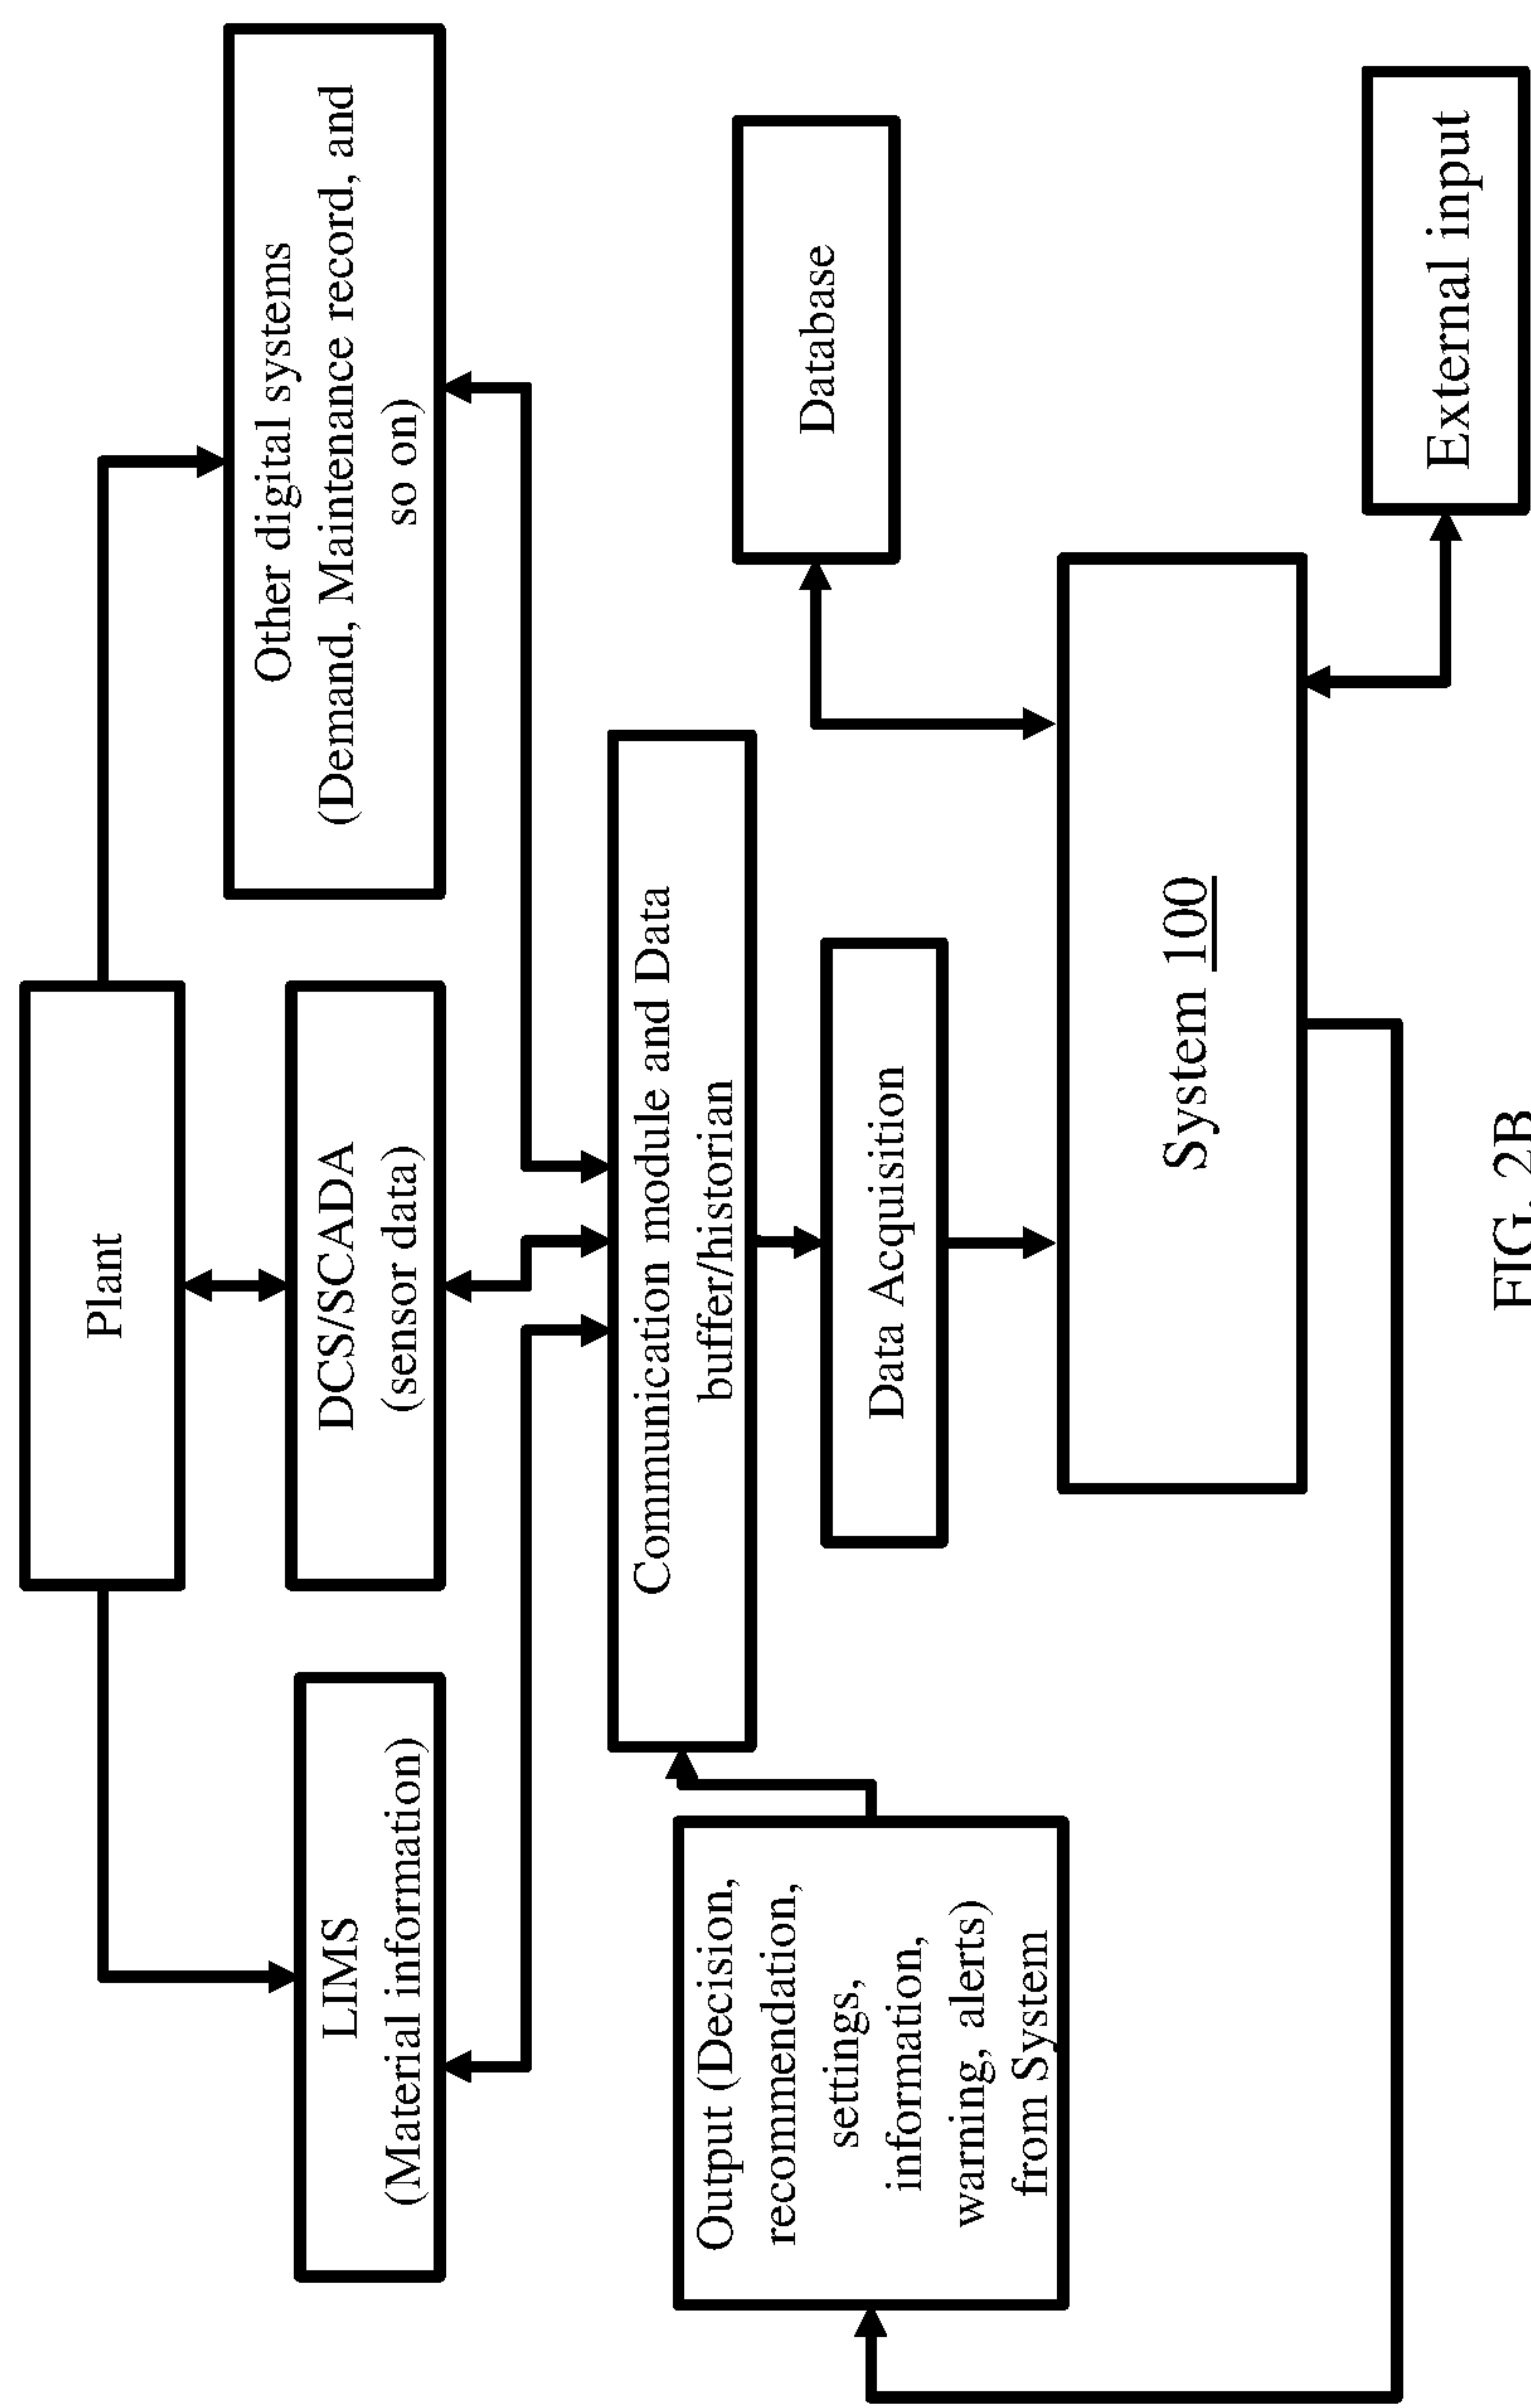 Plant
LIMS
(Material information)
DCS/SCADA
(sensor data)
Other digital systems
(Demand, Maintenance record, and
so on)
Communication module and Data
buffer/historian
Output (Decision,
recommendation,
settings,
information,
warning, alerts)
from System
Data Acquisition
Database
System 100
External input
FIG. 2B